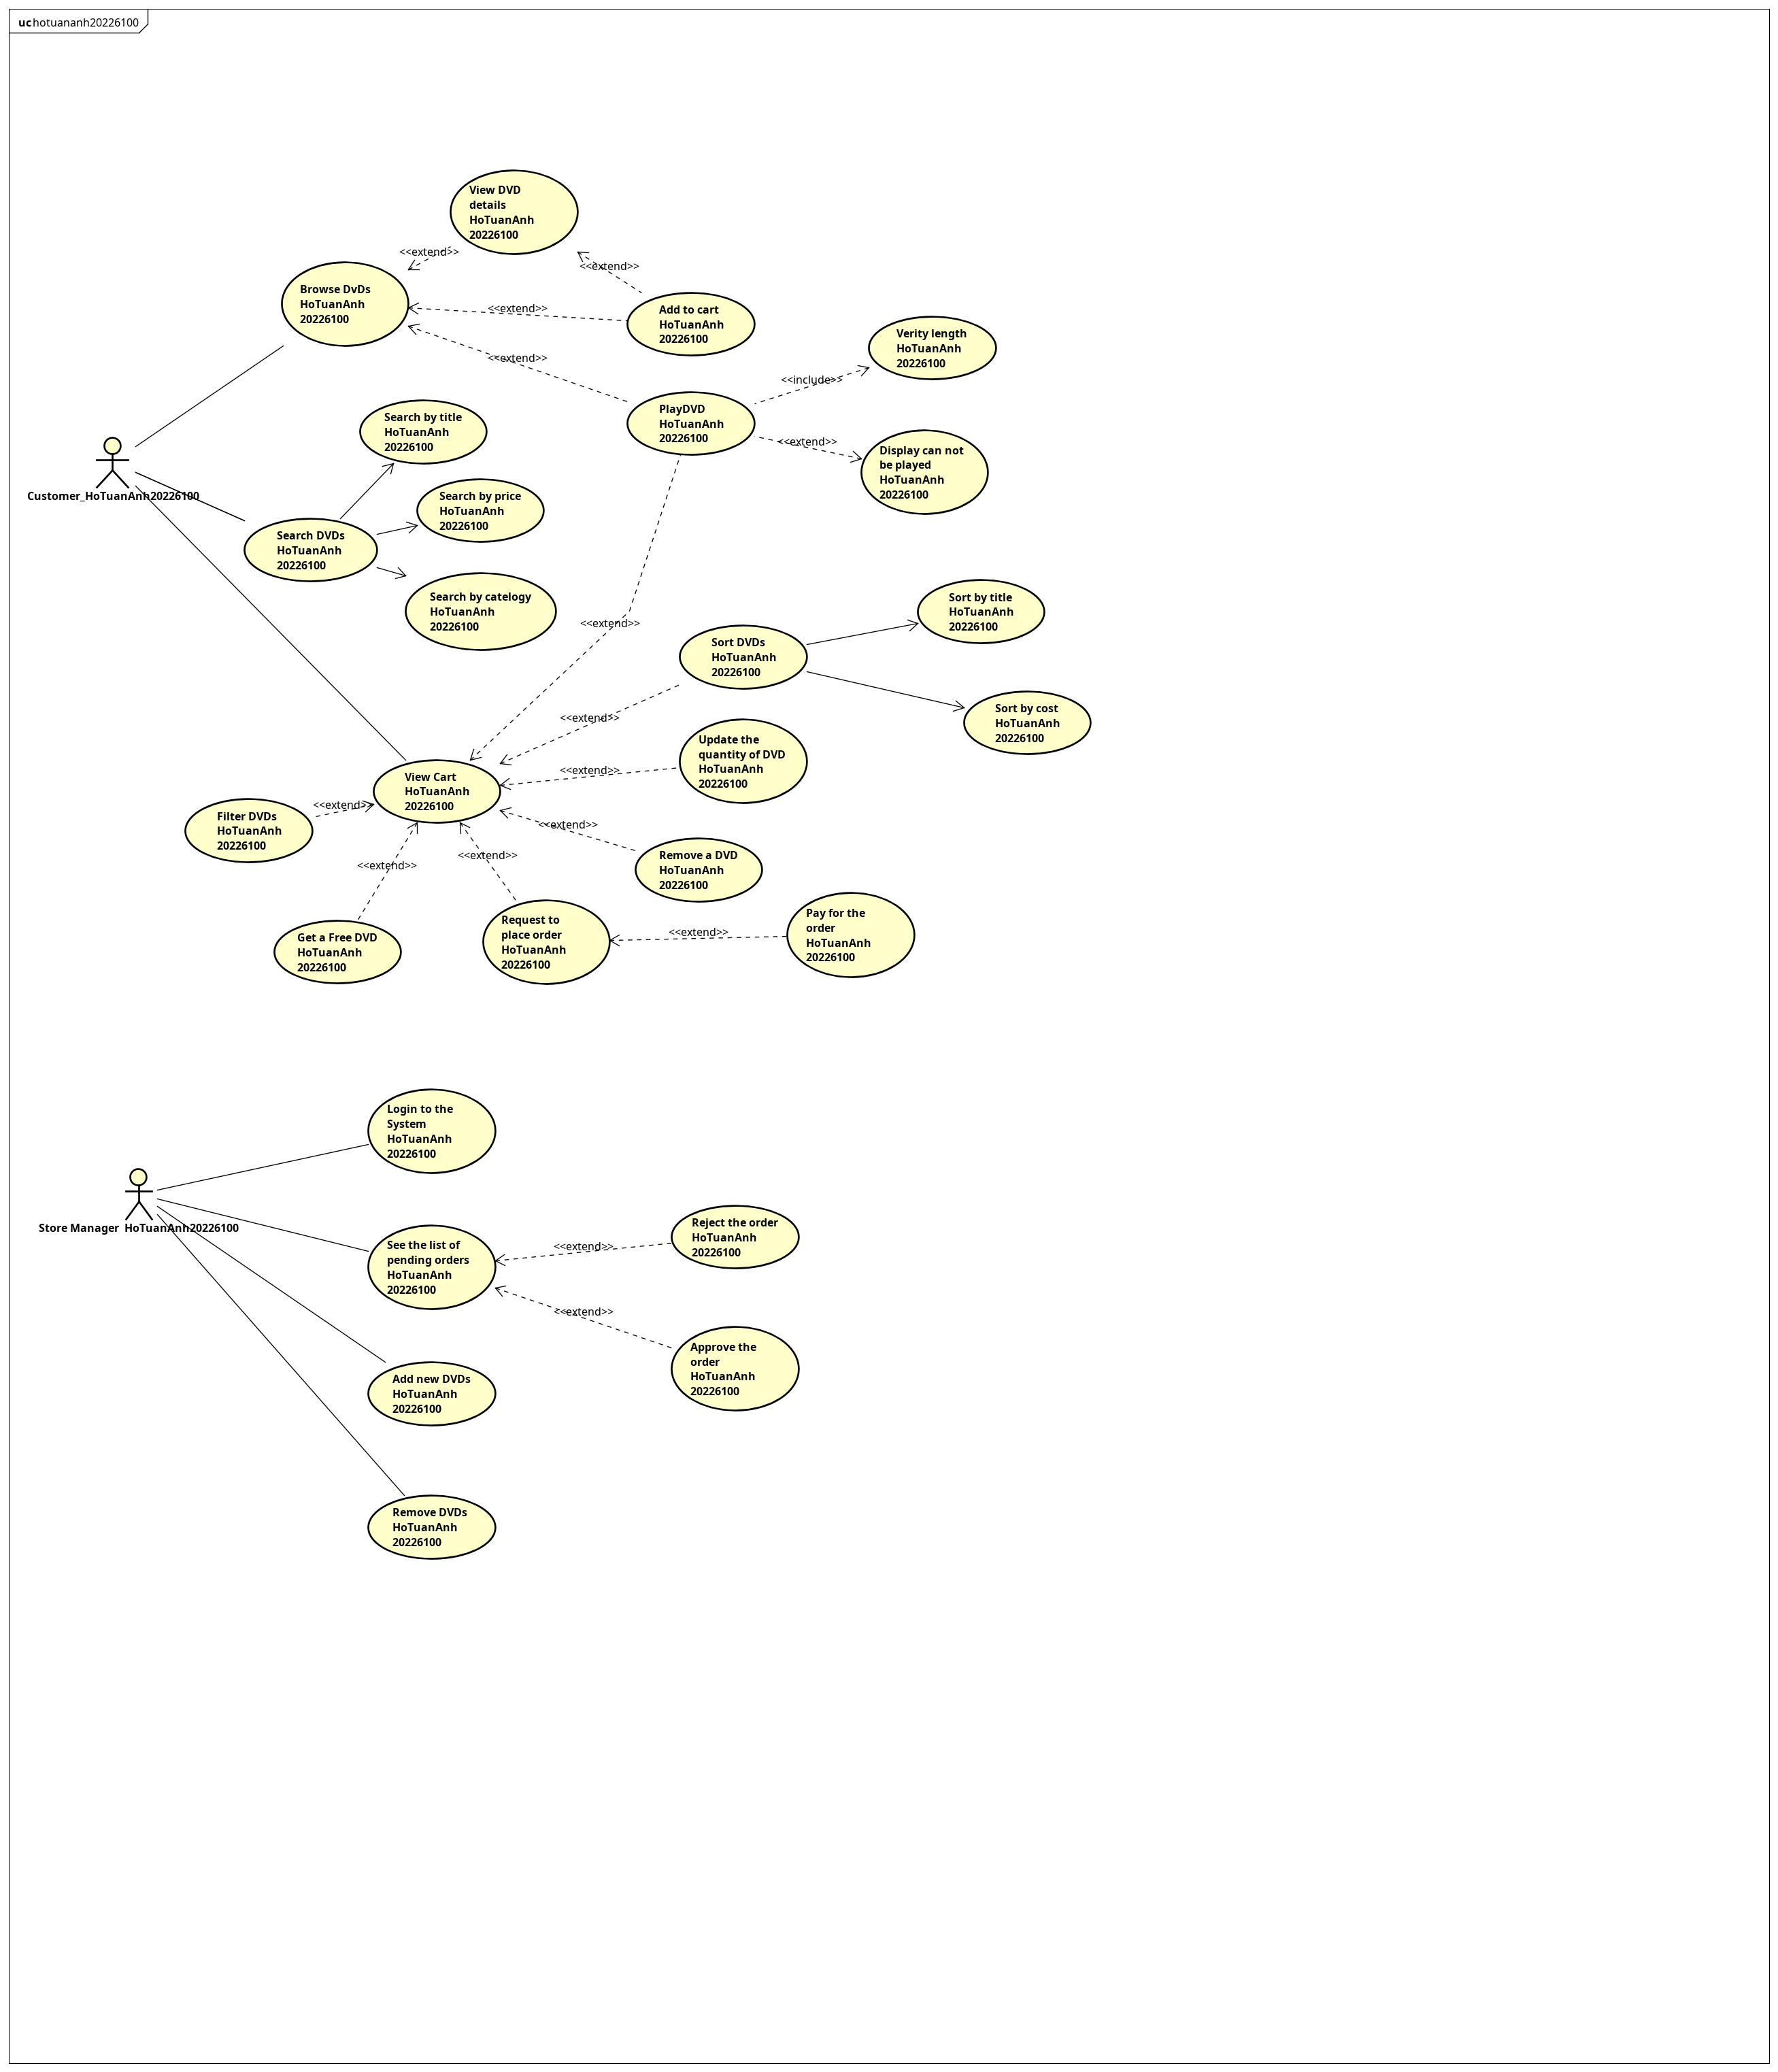 uc hotuananh20226100
View DVD
details
HoTuanAnh
20226100
<<extend>>
<<extend>>
Browse DvDs
HoTuanAnh
20226100
<<extend>>
Add to cart
HoTuanAnh
20226100
<<extend>>
Verity length
HoTuanAnh
20226100
<<include>>
PlayDVD
HoTuanAnh
20226100
<<extend>>
Display can not
be played
HoTuanAnh
20226100
Search by title
HoTuanAnh
20226100
Customer_HoTuanAnh20226100
Search by price
HoTuanAnh
20226100
Search DVDs
HoTuanAnh
20226100
Search by catelogy
HoTuanAnh
20226100
<<extend>>
Sort by title
HoTuanAnh
20226100
Sort DVDs
HoTuanAnh
20226100
<<extend>>
Sort by cost
HoTuanAnh
20226100
Update the
quantity of DVD
HoTuanAnh
20226100
<<extend>>
View Cart
HoTuanAnh
20226100
<<extend>>
Filter DVDs
HoTuanAnh
20226100
<<extend>>
<<extend>>
<<extend>>
Remove a DVD
HoTuanAnh
20226100
Get a Free DVD
HoTuanAnh
20226100
Request to
place order
HoTuanAnh
20226100
<<extend>>
Pay for the
order
HoTuanAnh
20226100
Login to the
System
HoTuanAnh
20226100
Store Manager HoTuanAnh20226100
See the list of
pending orders
HoTuanAnh
20226100
<<extend>>
Reject the order
HoTuanAnh
20226100
<<extend>>
Approve the
order
HoTuanAnh
20226100
Add new DVDs
HoTuanAnh
20226100
Remove DVDs
HoTuanAnh
20226100